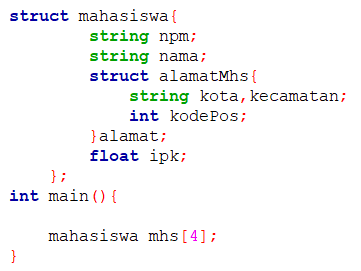 struct mahasiswa{
        string npm;
        string nama;
        struct alamatMhs{
            string kota,kecamatan;
            int kodePos;
        }alamat;
        float ipk;
    };
int main(){

    mahasiswa mhs[4];
}